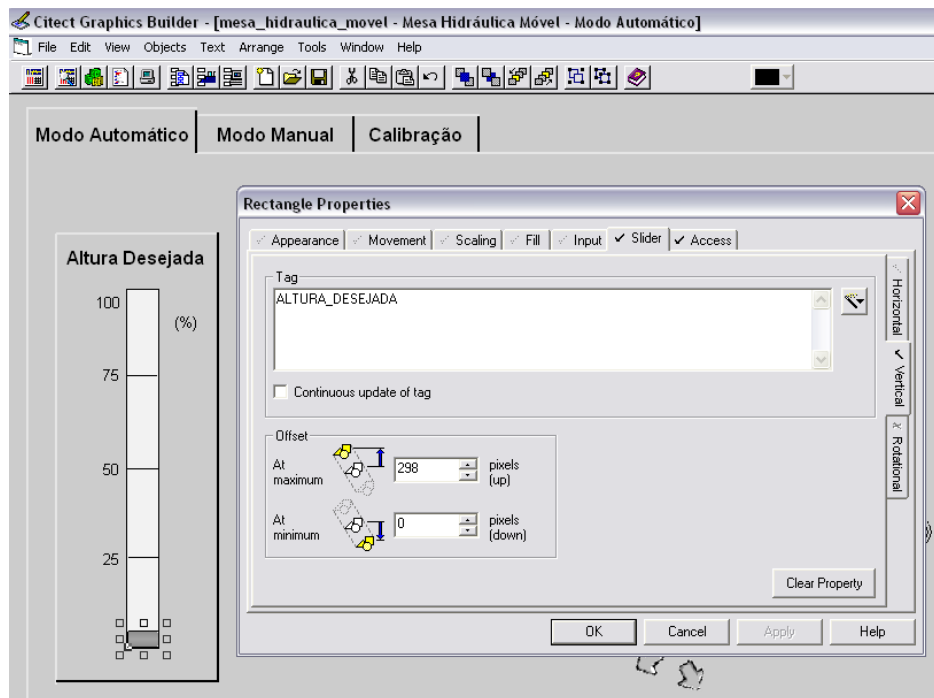 Citect Graphics Builder - [mesa_hidraulica_movel - Mesa Hidráulica Móvel - Modo Automático]
File Edit View Objects Text Arrange Tools Window Help
Modo Automático Modo Manual Calibração
Rectangle Properties
Appearance Movement Scaling Fill Input Slider Access
Altura Desejada
100
(%)
75
50
25
Tag
ALTURA_DESEJADA
Continuous update of tag
Offset
At maximum 298 pixels (up)
At minimum 0 pixels (down)
Horizontal
Vertical
Rotational
Clear Property
OK Cancel Apply Help